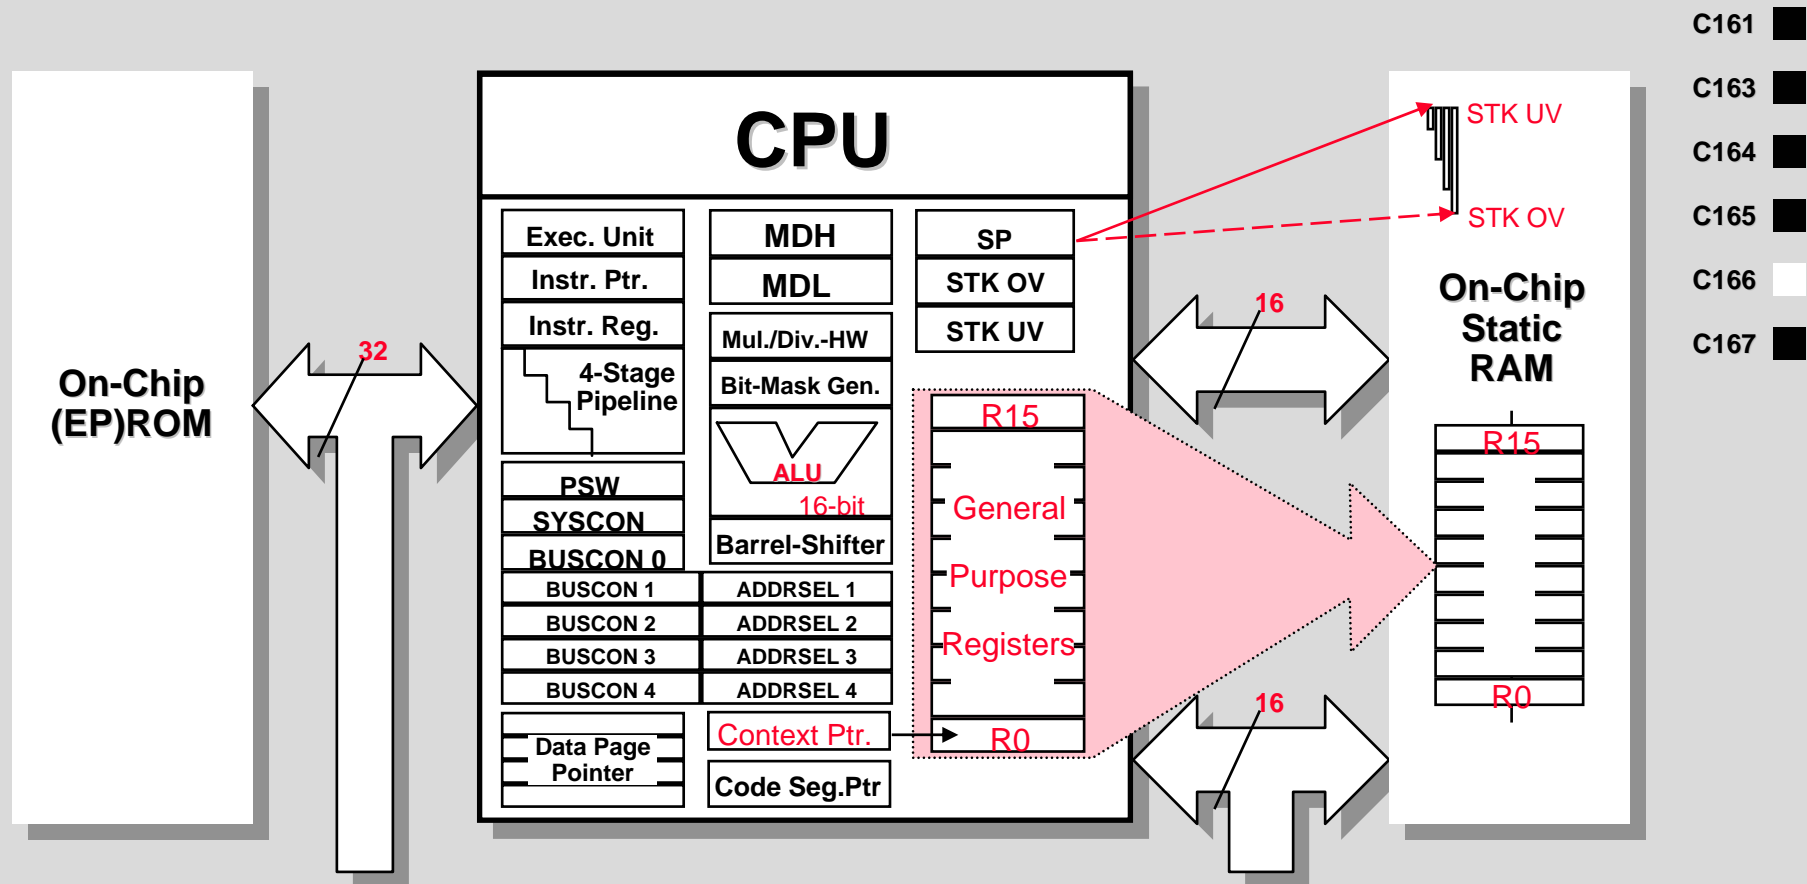 C161
C163
C164
C165
C166
C167
On-Chip
(EP)ROM
32
CPU
Exec. Unit
Instr. Ptr.
Instr. Reg.
4-Stage
Pipeline
PSW
SYSCON
BUSCON 0
BUSCON 1
BUSCON 2
BUSCON 3
BUSCON 4
Data Page
Pointer
MDH
MDL
Mul./Div.-HW
Bit-Mask Gen.
ALU
16-bit
Barrel-Shifter
ADDRSEL 1
ADDRSEL 2
ADDRSEL 3
ADDRSEL 4
Context Ptr.
Code Seg.Ptr
SP
STK OV
STK UV
R15
General
Purpose
Registers
R0
16
16
STK UV
STK OV
On-Chip
Static
RAM
R15
R0